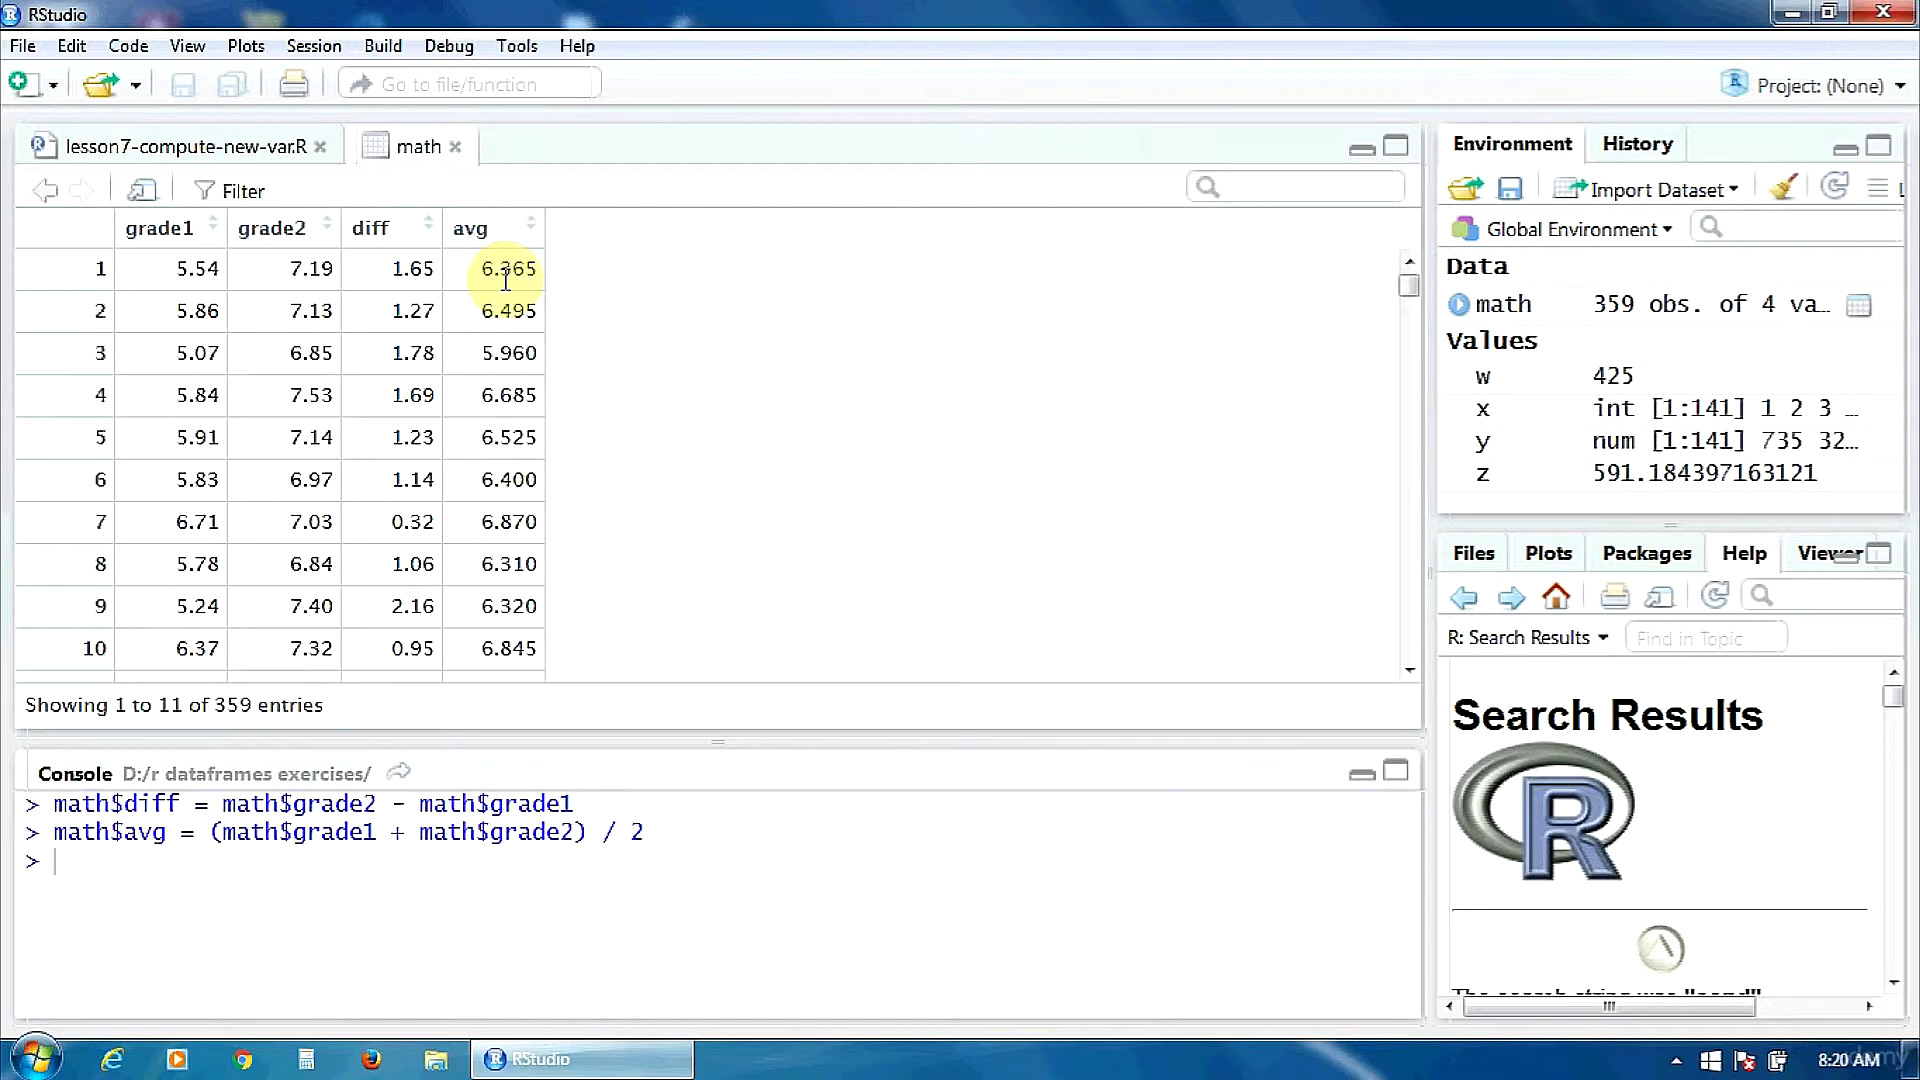 RStudio
File Edit Code View Plots Session Build Debug Tools Help
Go to file/function
Project: (None)
lesson7-compute-new-var.R
math
Filter
grade1 grade2 diff avg
1 5.54 7.19 1.65 6.365
2 5.86 7.13 1.27 6.495
3 5.07 6.85 1.78 5.960
4 5.84 7.53 1.69 6.685
5 5.91 7.14 1.23 6.525
6 5.83 6.97 1.14 6.400
7 6.71 7.03 0.32 6.870
8 5.78 6.84 1.06 6.310
9 5.24 7.40 2.16 6.320
10 6.37 7.32 0.95 6.845
Showing 1 to 11 of 359 entries
Console D:/r dataframes exercises/
> math$diff = math$grade2 - math$grade1
> math$avg = (math$grade1 + math$grade2) / 2
>
Environment History
Import Dataset
Global Environment
Data
math 359 obs. of 4 va…
Values
w 425
x int [1:141] 1 2 3 …
y num [1:141] 735 32…
z 591.184397163121
Files Plots Packages Help Viewer
R: Search Results Find in Topic
Search Results
R
RStudio
8:20 AM